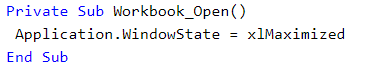 Private Sub Workbook_Open()
 Application.WindowState = xlMaximized
End Sub